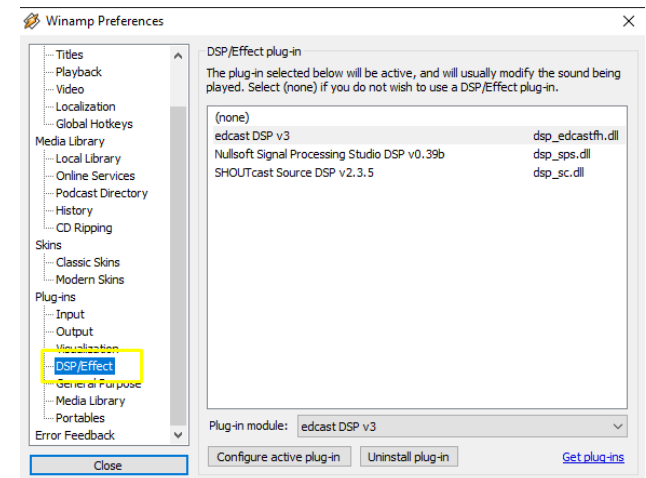 Winamp Preferences
Titles
Playback
Video
Localization
Global Hotkeys
Media Library
Local Library
Online Services
Podcast Directory
History
CD Ripping
Skins
Classic Skins
Modern Skins
Plug-ins
Input
Output
Visualization
DSP/Effect
General Purpose
Media Library
Portables
Error Feedback
Close
DSP/Effect plug-in
The plug-in selected below will be active, and will usually modify the sound being
played. Select (none) if you do not wish to use a DSP/Effect plug-in.
(none)
edcast DSP v3 dsp_edcastfh.dll
Nullsoft Signal Processing Studio DSP v0.39b dsp_sps.dll
SHOUTcast Source DSP v2.3.5 dsp_sc.dll
Plug-in module: edcast DSP v3
Configure active plug-in Uninstall plug-in Get plug-ins